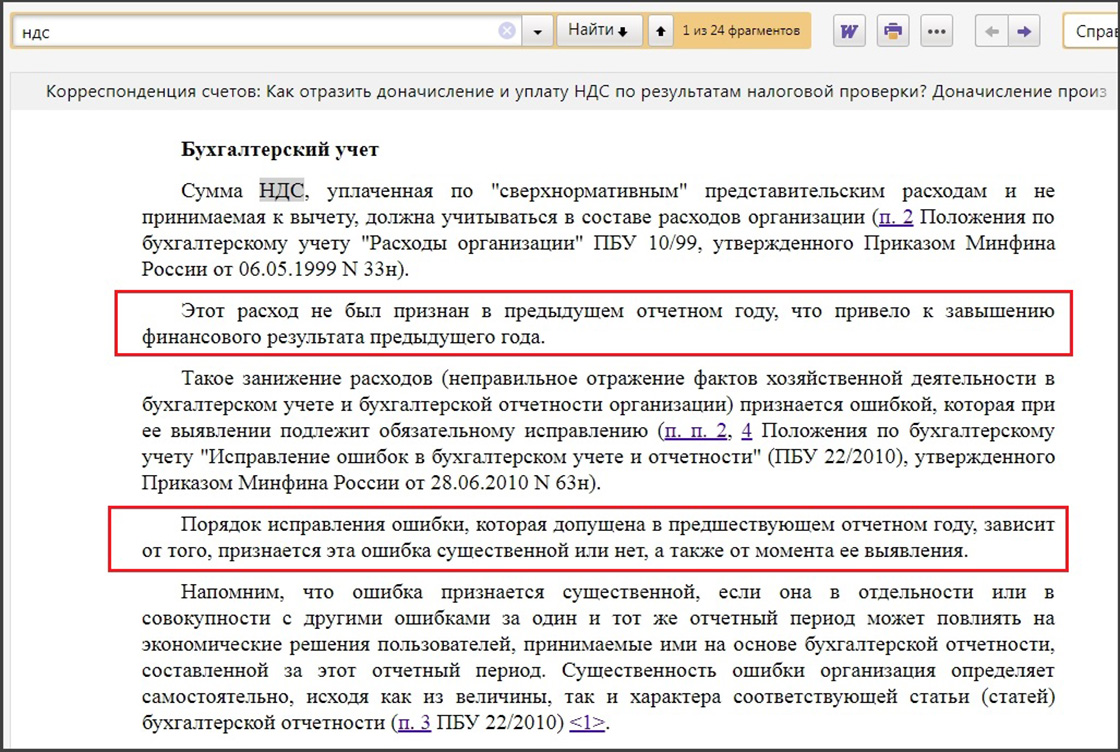 ндс
Найти
1 из 24 фрагментов
W
Справ
Корреспонденция счетов: Как отразить доначисление и уплату НДС по результатам налоговой проверки? Доначисление произ
Бухгалтерский учет
Сумма НДС, уплаченная по "сверхнормативным" представительским расходам и не
принимаемая к вычету, должна учитываться в составе расходов организации (п. 2 Положения по
бухгалтерскому учету "Расходы организации" ПБУ 10/99, утвержденного Приказом Минфина
России от 06.05.1999 N 33н).
Этот расход не был признан в предыдущем отчетном году, что привело к завышению
финансового результата предыдущего года.
Такое занижение расходов (неправильное отражение фактов хозяйственной деятельности в
бухгалтерском учете и бухгалтерской отчетности организации) признается ошибкой, которая при
ее выявлении подлежит обязательному исправлению (п. п. 2, 4 Положения по бухгалтерскому
учету "Исправление ошибок в бухгалтерском учете и отчетности" (ПБУ 22/2010), утвержденного
Приказом Минфина России от 28.06.2010 N 63н).
Порядок исправления ошибки, которая допущена в предшествующем отчетном году, зависит
от того, признается эта ошибка существенной или нет, а также от момента ее выявления.
Напомним, что ошибка признается существенной, если она в отдельности или в
совокупности с другими ошибками за один и тот же отчетный период может повлиять на
экономические решения пользователей, принимаемые ими на основе бухгалтерской отчетности,
составленной за этот отчетный период. Существенность ошибки организация определяет
самостоятельно, исходя как из величины, так и характера соответствующей статьи (статей)
бухгалтерской отчетности (п. 3 ПБУ 22/2010) <1>.